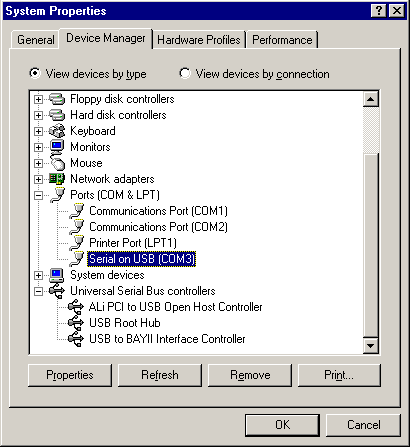 System Properties
General Device Manager Hardware Profiles Performance
View devices by type View devices by connection
Floppy disk controllers
Hard disk controllers
Keyboard
Monitors
Mouse
Network adapters
Ports (COM & LPT)
Communications Port (COM1)
Communications Port (COM2)
Printer Port (LPT1)
Serial on USB (COM3)
System devices
Universal Serial Bus controllers
ALi PCI to USB Open Host Controller
USB Root Hub
USB to BAYII Interface Controller
Properties Refresh Remove Print...
OK Cancel